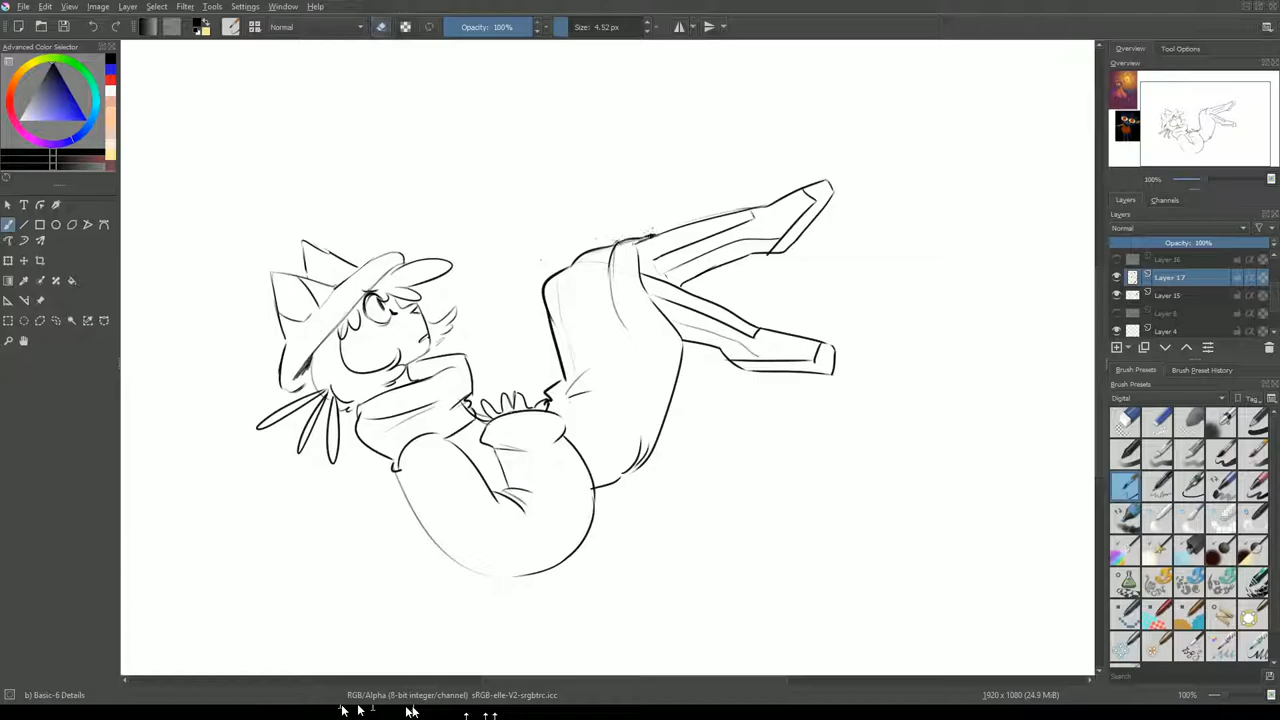 File Edit View Image Layer Select Filter Tools Settings Window Help
Normal Opacity: 100% Size: 4.52 px
Advanced Color Selector
Overview Tool Options
Overview
100%
Layers Channels
Layers
Normal
Opacity: 100%
Layer 16
Layer 17
Layer 15
Layer 8
Layer 4
Brush Presets Brush Preset History
Brush Presets
Digital Tag
Search
b) Basic-6 Details RGB/Alpha (8-bit integer/channel) sRGB-elle-V2-srgbtrc.icc 1920 x 1080 (24.9 MiB) 100%